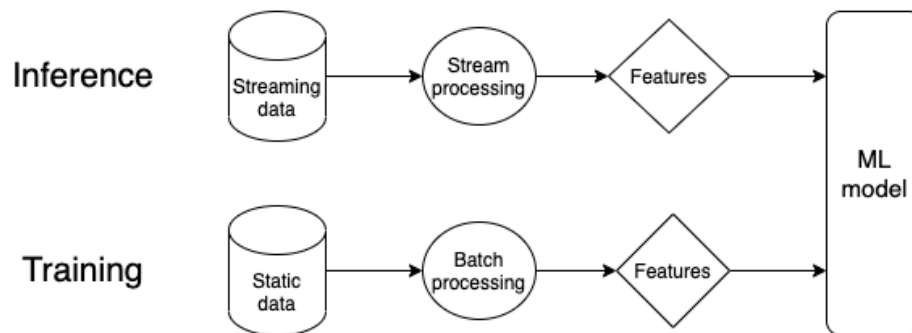 Inference
Streaming
data
Stream
processing
Features
ML
model
Training
Static
data
Batch
processing
Features